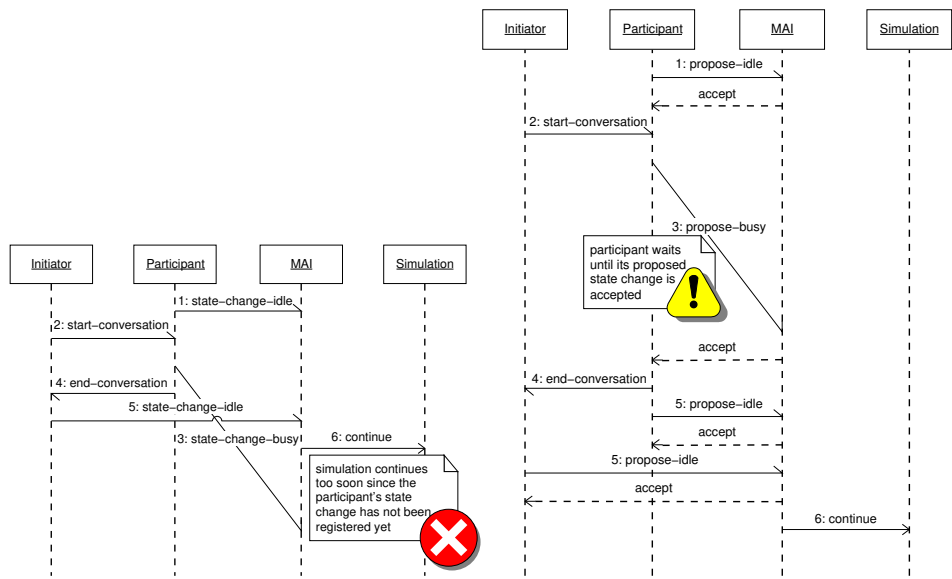 Initiator
Participant
MAI
Simulation
1: state−change−idle
2: start−conversation
4: end−conversation
5: state−change−idle
3: state−change−busy
6: continue
simulation continues
too soon since the
participant's state
change has not been
registered yet
Initiator
Participant
MAI
Simulation
1: propose−idle
accept
2: start−conversation
3: propose−busy
participant waits
until its proposed
state change is
accepted
!
accept
4: end−conversation
5: propose−idle
accept
5: propose−idle
accept
6: continue